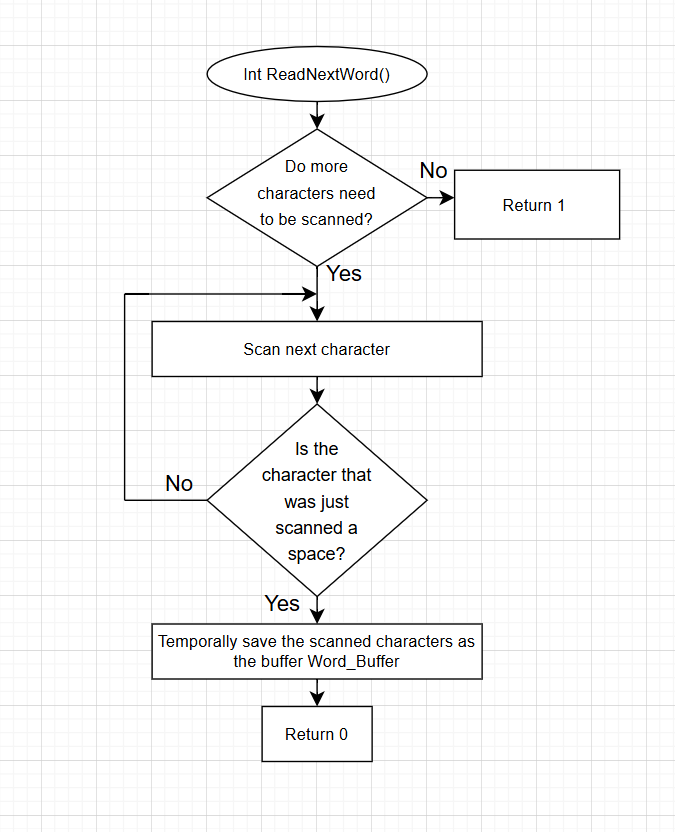 Int ReadNextWord()
Do more
characters need
to be scanned?
No
Return 1
Yes
Scan next character
Is the
character that
was just
scanned a
space?
No
Yes
Temporally save the scanned characters as
the buffer Word_Buffer
Return 0